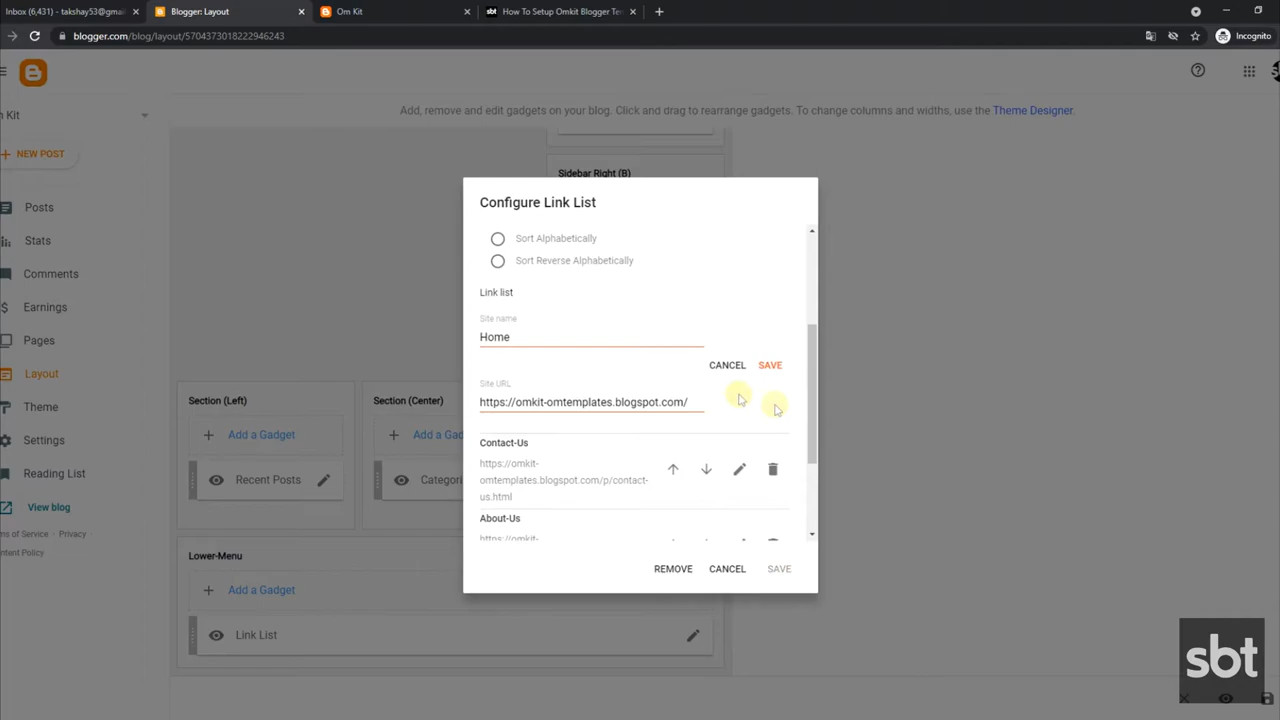 Inbox (6,431) - takshay53@gmail
Blogger: Layout
Om Kit
How To Setup Omkit Blogger Tem
blogger.com/blog/layout/5704373018222946243
Incognito
Add, remove and edit gadgets on your blog. Click and drag to rearrange gadgets. To change columns and widths, use the Theme Designer.
Kit
NEW POST
Posts
Stats
Comments
Earnings
Pages
Layout
Theme
Settings
Reading List
View blog
ms of Service · Privacy ·
ontent Policy
Sidebar Right (B)
Section (Left)
Add a Gadget
Recent Posts
Section (Center)
Add a Gad
Categori
Lower-Menu
Add a Gadget
Link List
Configure Link List
Sort Alphabetically
Sort Reverse Alphabetically
Link list
Site name
Home
CANCEL SAVE
Site URL
https://omkit-omtemplates.blogspot.com/
Contact-Us
https://omkit-
omtemplates.blogspot.com/p/contact-
us.html
About-Us
https://omkit-
REMOVE CANCEL SAVE
sbt